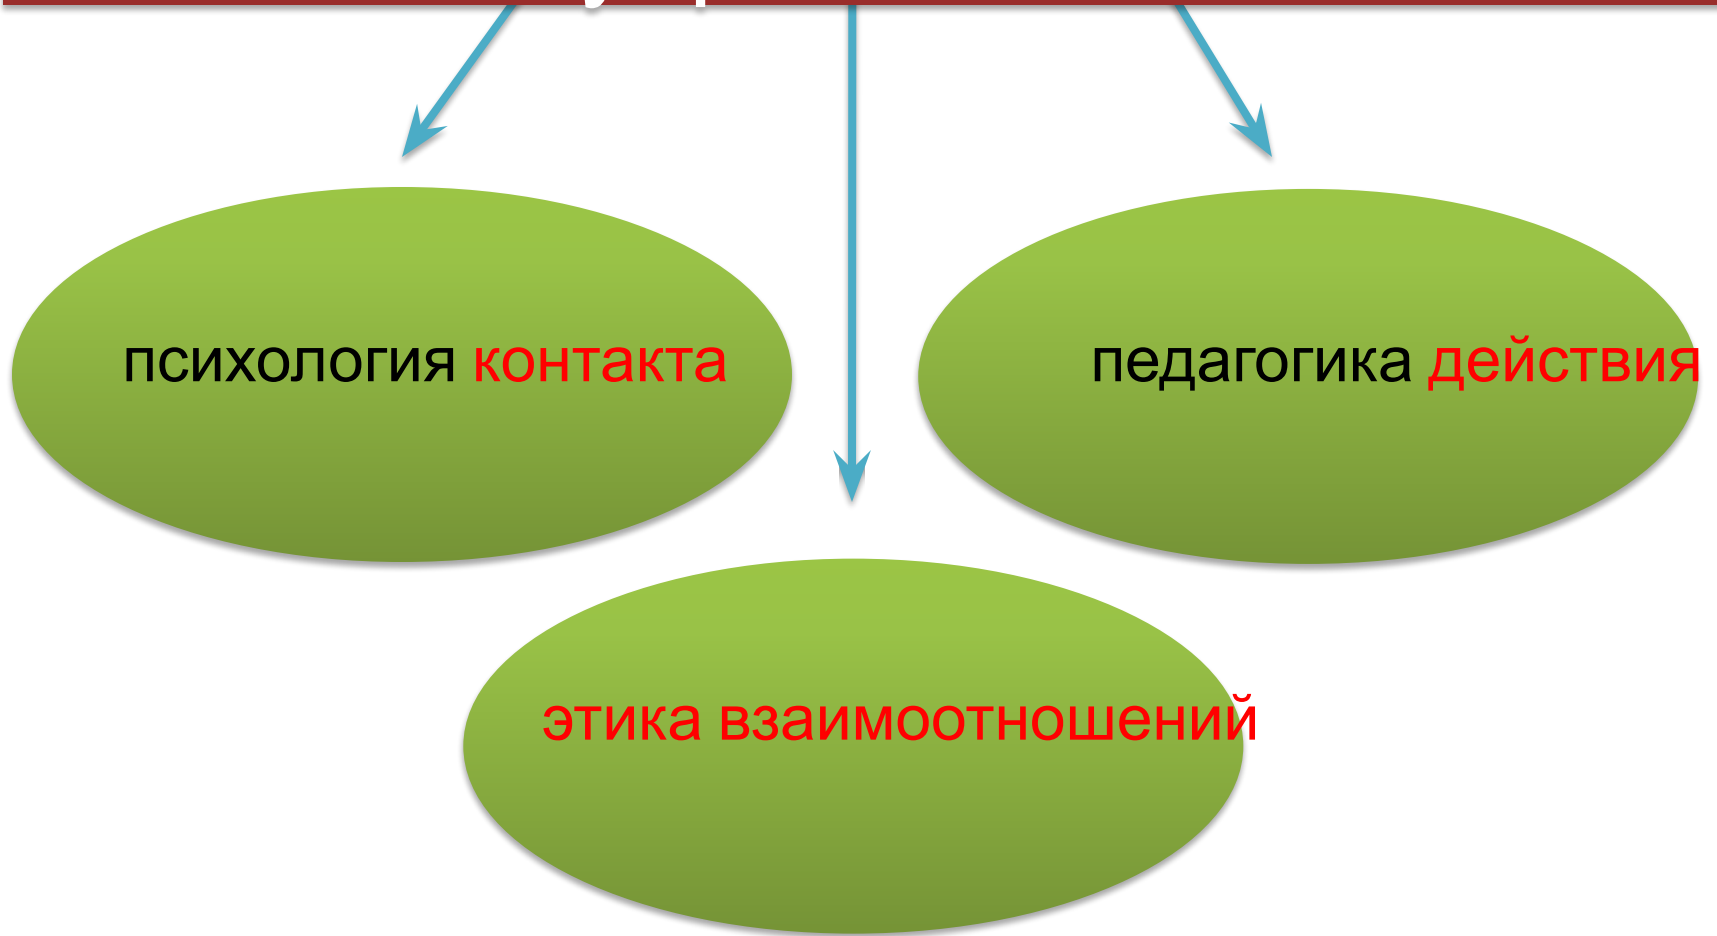 психология контакта
педагогика действия
этика взаимоотношений